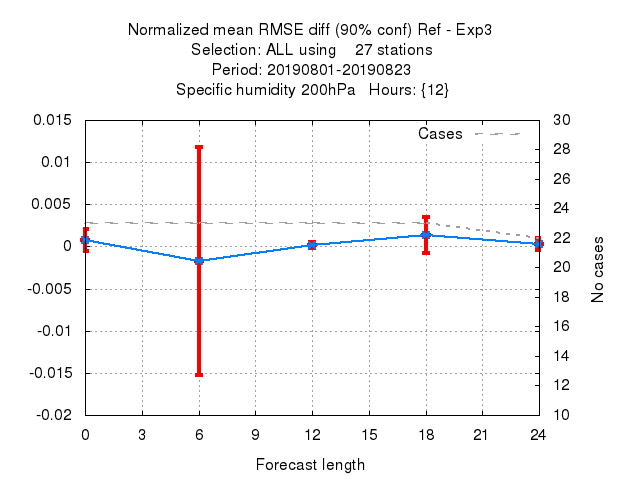 Normalized mean RMSE diff (90% conf) Ref - Exp3
Selection: ALL using    27 stations
Period: 20190801-20190823
Specific humidity 200hPa   Hours: {12}
Cases
0.015
0.01
0.005
0
-0.005
-0.01
-0.015
-0.02
30
28
26
24
22
20
18
16
14
12
10
No cases
0 3 6 9 12 15 18 21 24
Forecast length